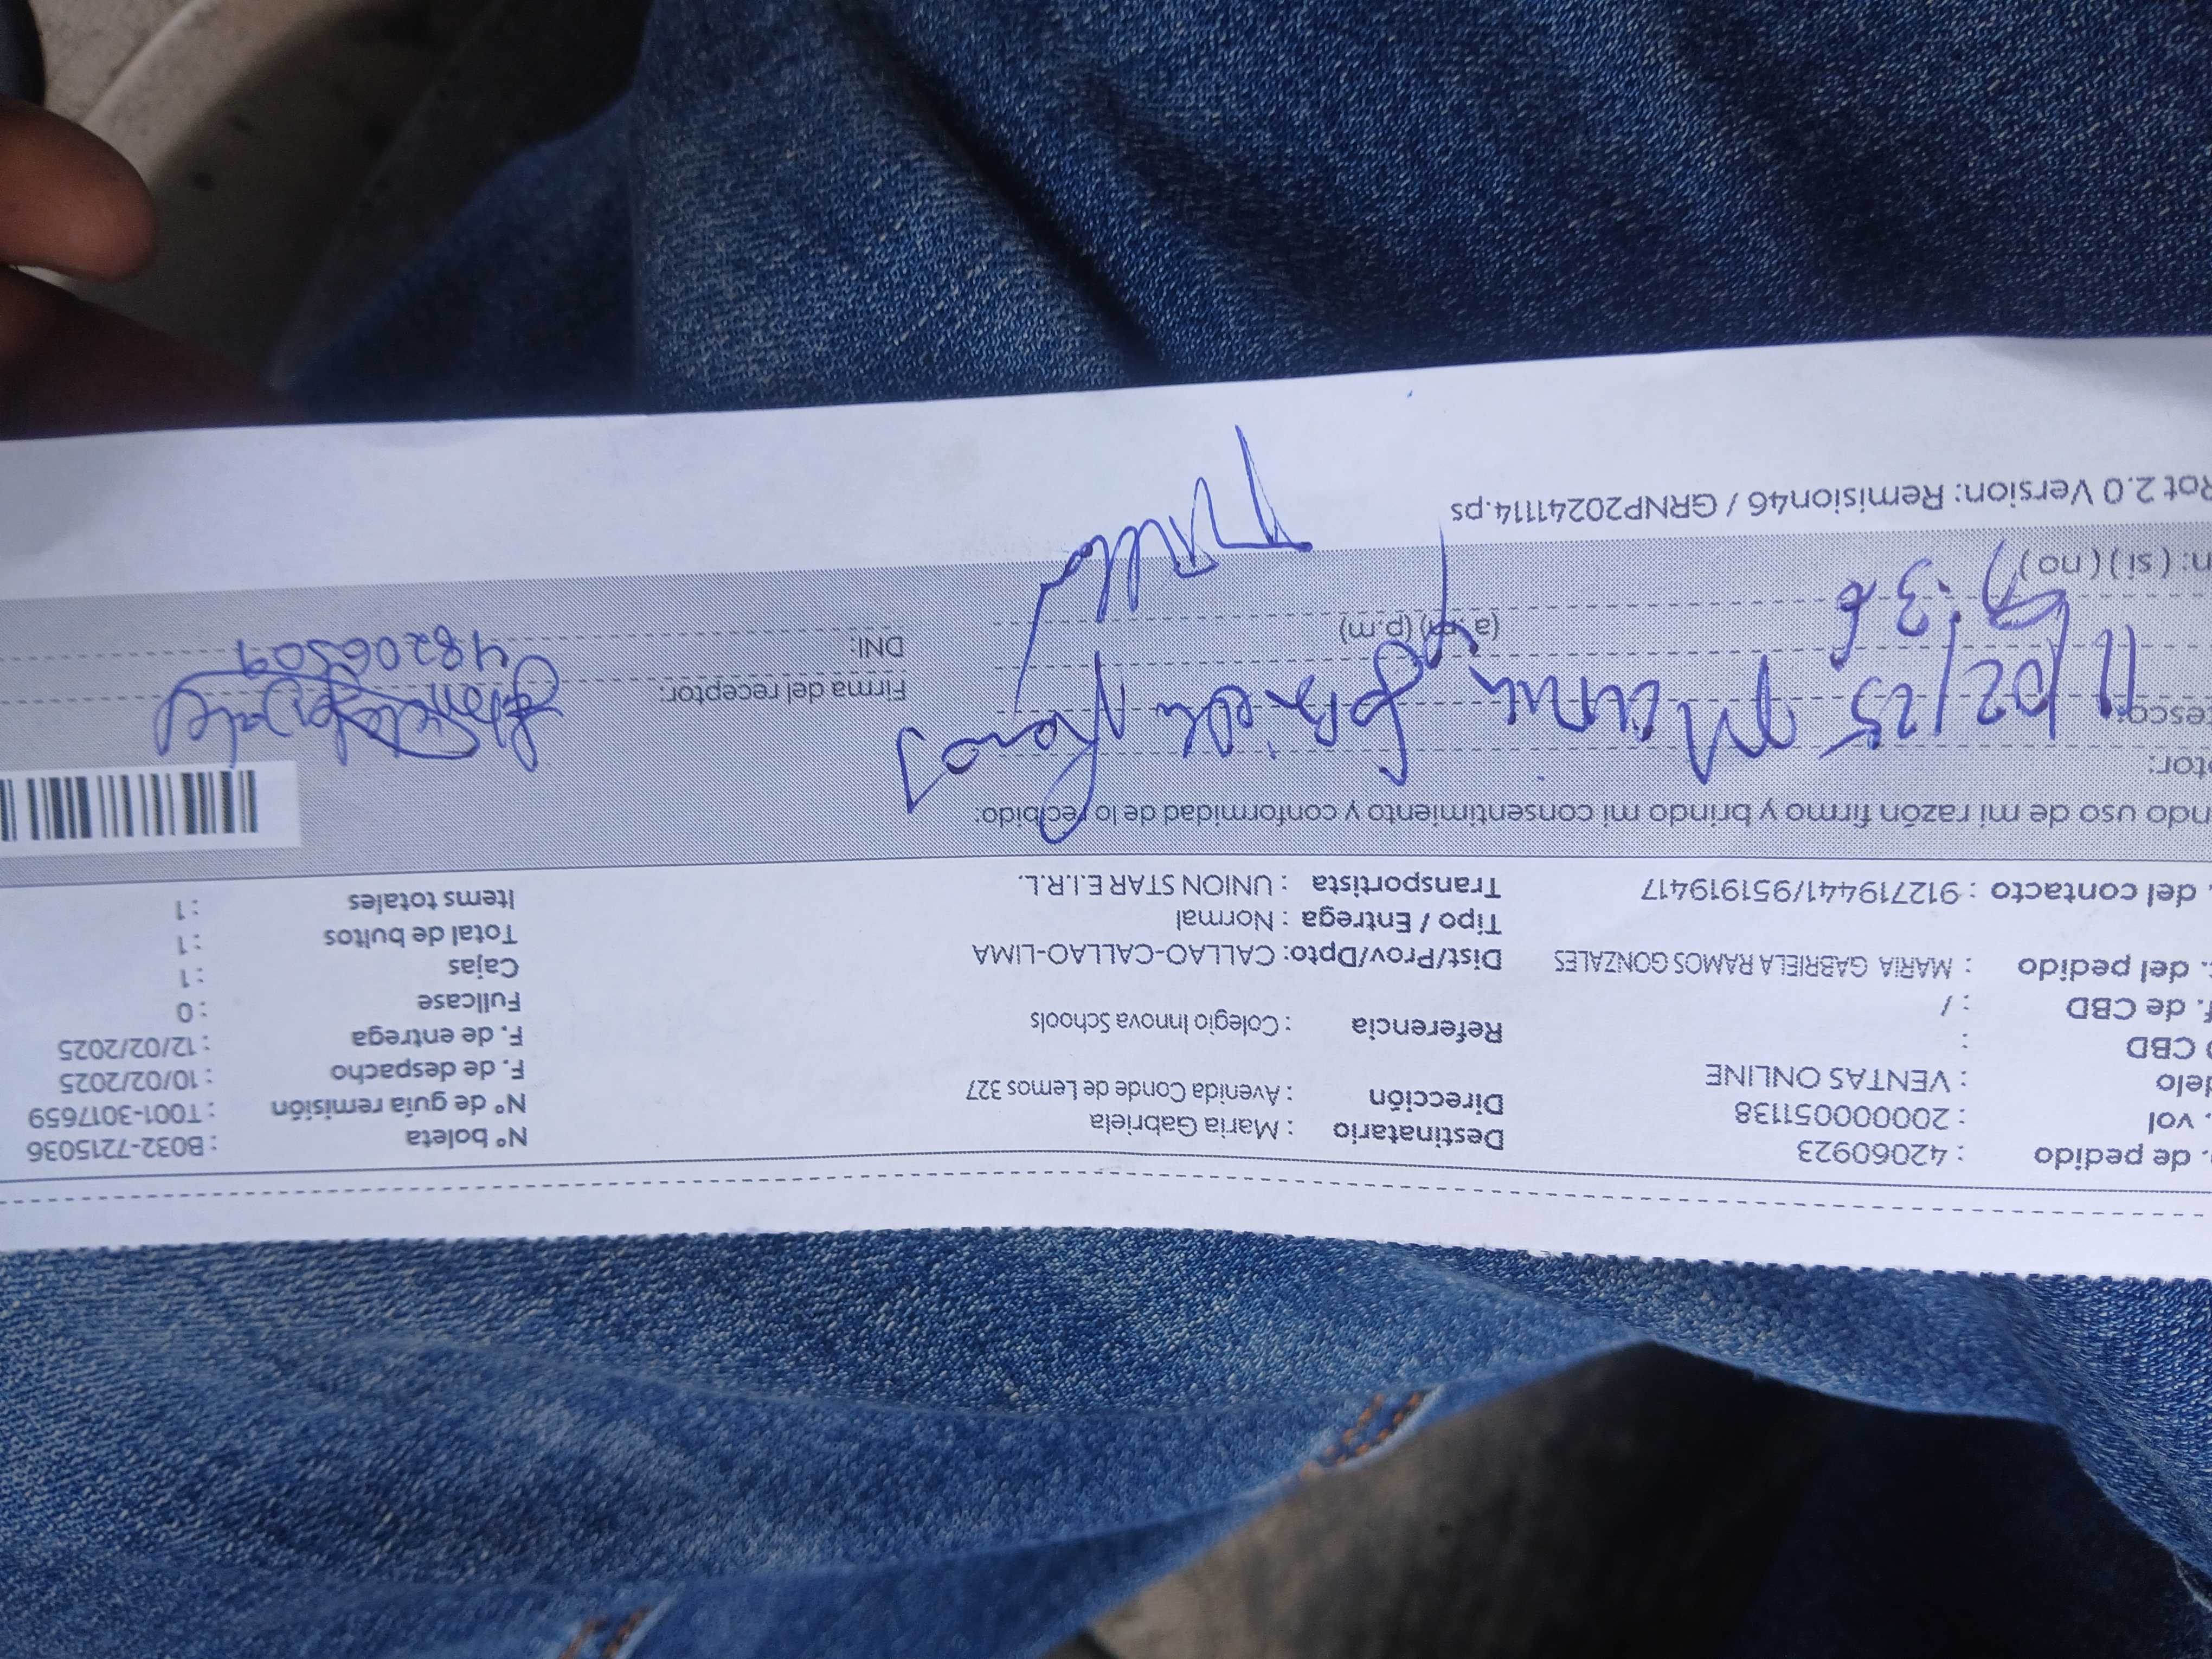 . de pedido : 42060923
. vol : 20000051138
delo : VENTAS ONLINE
CBD :
f. de CBD : /
. del pedido : MARIA GABRIELA RAMOS GONZALES
. del contacto : 912719441/951919417
Destinatario : Maria Gabriela
Dirección : Avenida Conde de Lemos 327
Referencia : Colegio Innova Schools
Dist/Prov/Dpto: CALLAO-CALLAO-LIMA
Tipo / Entrega : Normal
Transportista : UNION STAR E.I.R.L.
N° boleta : B032-7215036
N° de guía remisión : T001-3017659
F. de despacho : 10/02/2025
F. de entrega : 12/02/2025
Fullcase : 0
Cajas : 1
Total de bultos : 1
Items totales : 1
ndo uso de mi razón firmo y brindo mi consentimiento y conformidad de lo recibido:
tor:
esco:
11/02/25 Maria Gabriela Ramos
3
(a.m) (p.m)
n: ( si ) ( no )
Firma del receptor:
DNI: 48206509
Rot 2.0 Version: Remision46 / GRNP20241114.ps